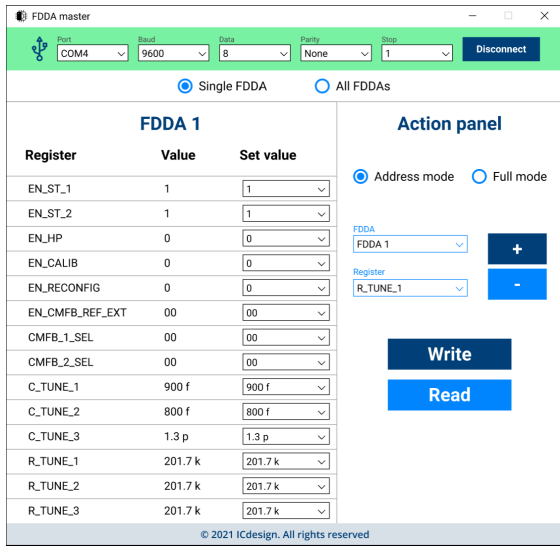 FDDA master
Port Baud Data Parity Stop
COM4 9600 8 None 1 Disconnect
Single FDDA All FDDAs
FDDA 1
Register Value Set value
EN_ST_1 1 1
EN_ST_2 1 1
EN_HP 0 0
EN_CALIB 0 0
EN_RECONFIG 0 0
EN_CMFB_REF_EXT 00 00
CMFB_1_SEL 00 00
CMFB_2_SEL 00 00
C_TUNE_1 900 f 900 f
C_TUNE_2 800 f 800 f
C_TUNE_3 1.3 p 1.3 p
R_TUNE_1 201.7 k 201.7 k
R_TUNE_2 201.7 k 201.7 k
R_TUNE_3 201.7 k 201.7 k
Action panel
Address mode Full mode
FDDA
FDDA 1
+
Register
R_TUNE_1
-
Write
Read
© 2021 ICdesign. All rights reserved